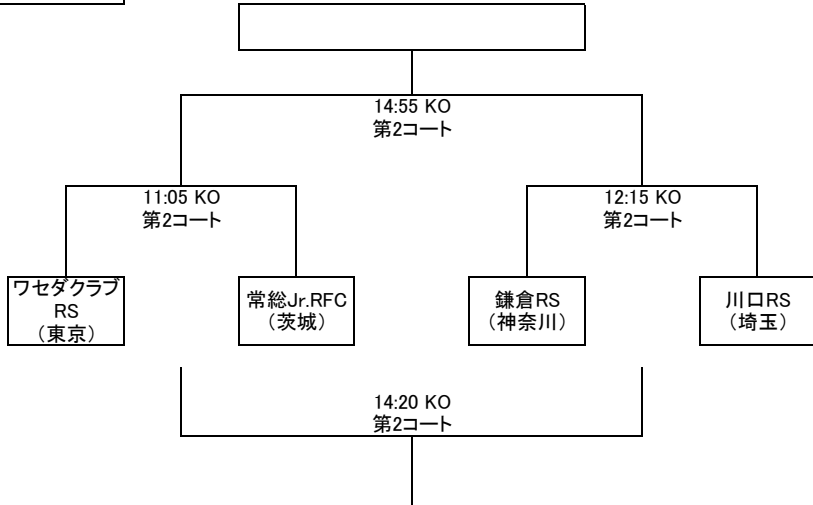 14:55 KO
第2コート
11:05 KO
第2コート
12:15 KO
第2コート
ワセダクラブ
RS
（東京）
常総Jr.RFC
（茨城）
鎌倉RS
（神奈川）
川口RS
（埼玉）
14:20 KO
第2コート